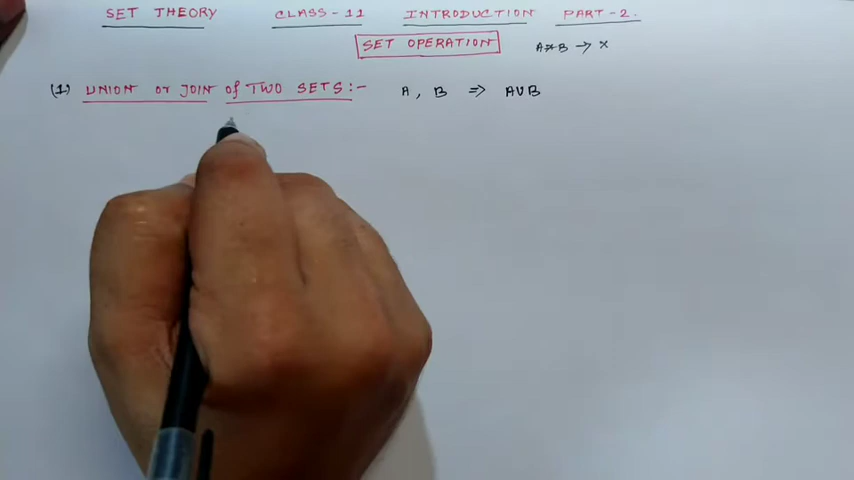 SET THEORY CLASS-11 INTRODUCTION PART-2.
SET OPERATION A*B → X
(1) UNION or JOIN of TWO SETS:- A, B ⇒ A∪B